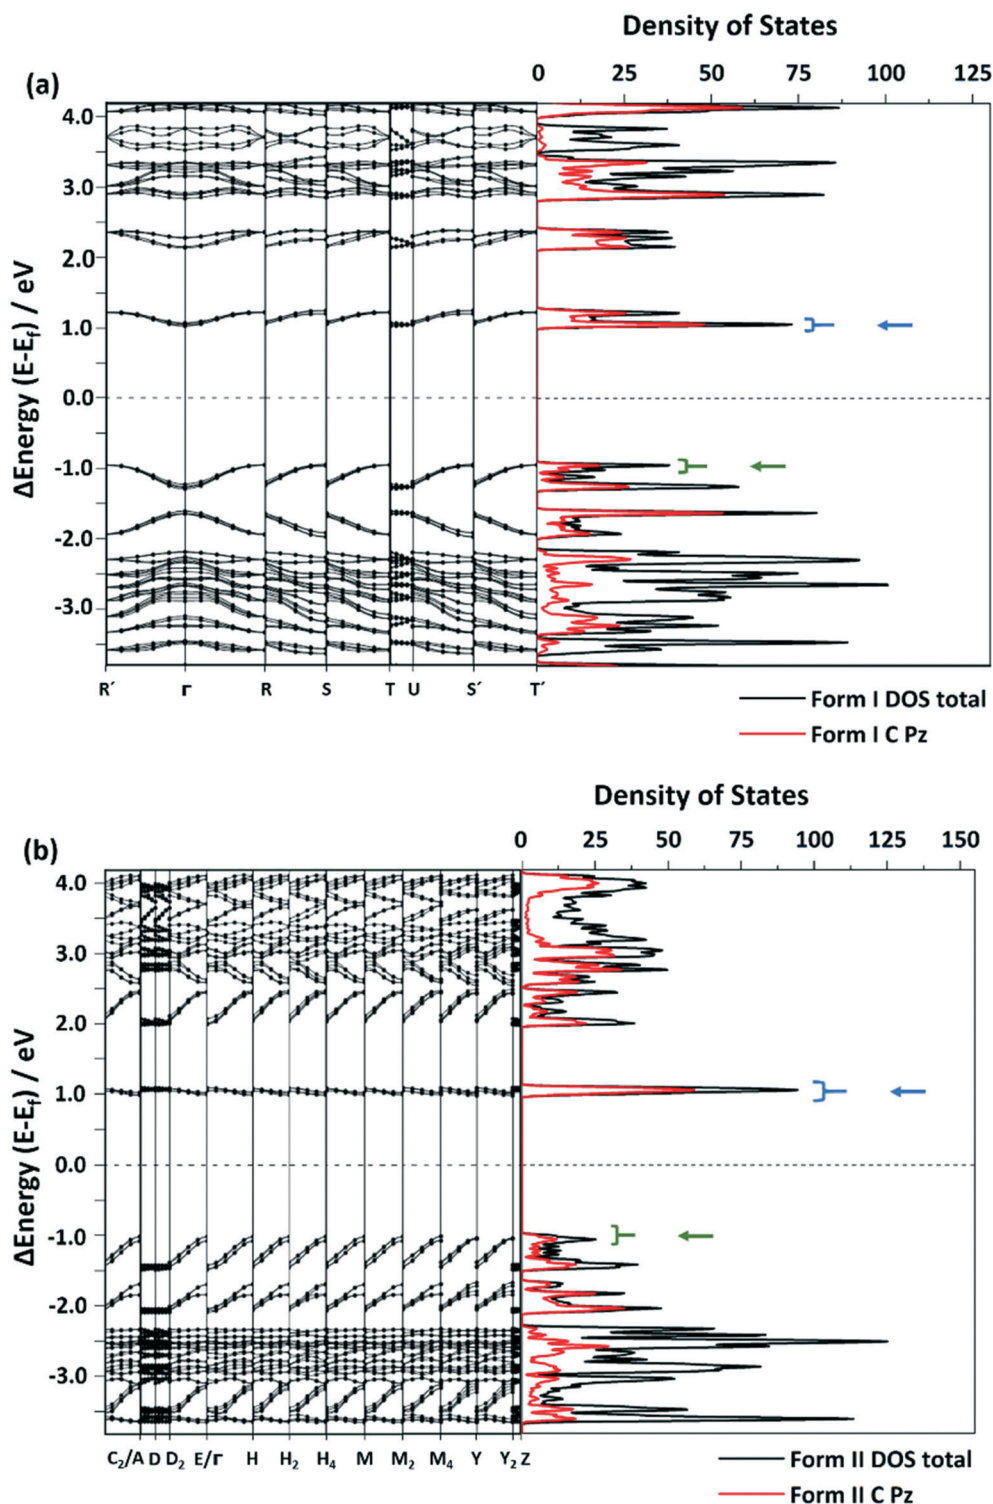 Density of States
(a)
0 25 50 75 100 125
4.0
3.0
2.0
1.0
0.0
-1.0
-2.0
-3.0
ΔEnergy (E-Ef) / eV
R′ Γ R S T U S′ T′
Form I DOS total
Form I C Pz
Density of States
(b)
0 25 50 75 100 125 150
4.0
3.0
2.0
1.0
0.0
-1.0
-2.0
-3.0
ΔEnergy (E-Ef) / eV
C2/A D D2 E/Γ H H2 H4 M M2 M4 Y Y2 Z
Form II DOS total
Form II C Pz